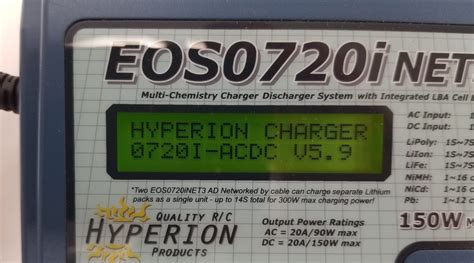 EOS0720i NET
Multi-Chemistry Charger Discharger System with Integrated LBA Cell B
HYPERION CHARGER
0720I-ACDC V5.9
AC Input:
DC Input:
LiPoly: 1S~7S
LiIon: 1S~7S
LiFe: 1S~7S
NiMH: 1~16 c
NiCd: 1~16 c
Pb: 1~12 c
*Two EOS0720iNET3 AD Networked by cable can charge separate Lithium
packs as a single unit - up to 14S total for 300W max charging power!
QUALITY R/C
HYPERION
PRODUCTS
Output Power Ratings
AC = 20A/90W max
DC = 20A/150W max
150W M